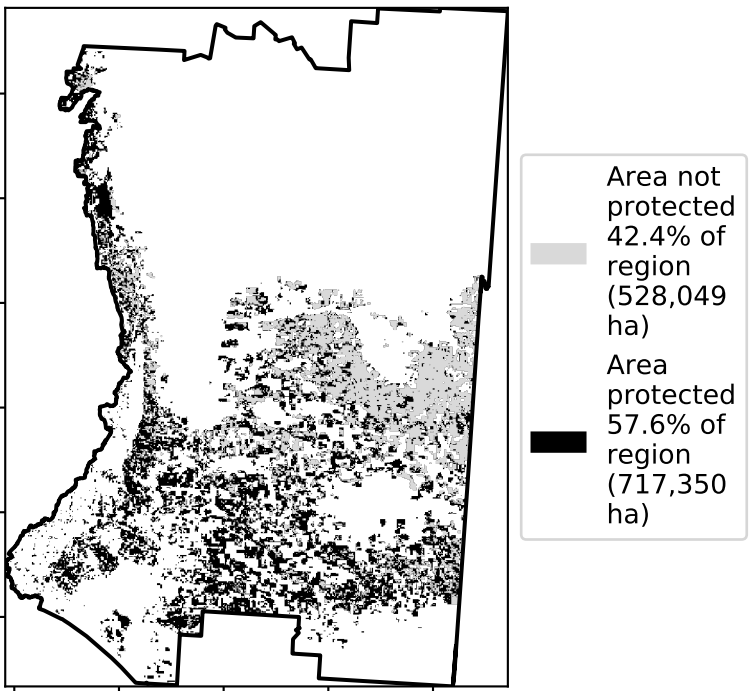 Area not
protected
42.4% of
region
(528,049
ha)
Area
protected
57.6% of
region
(717,350
ha)